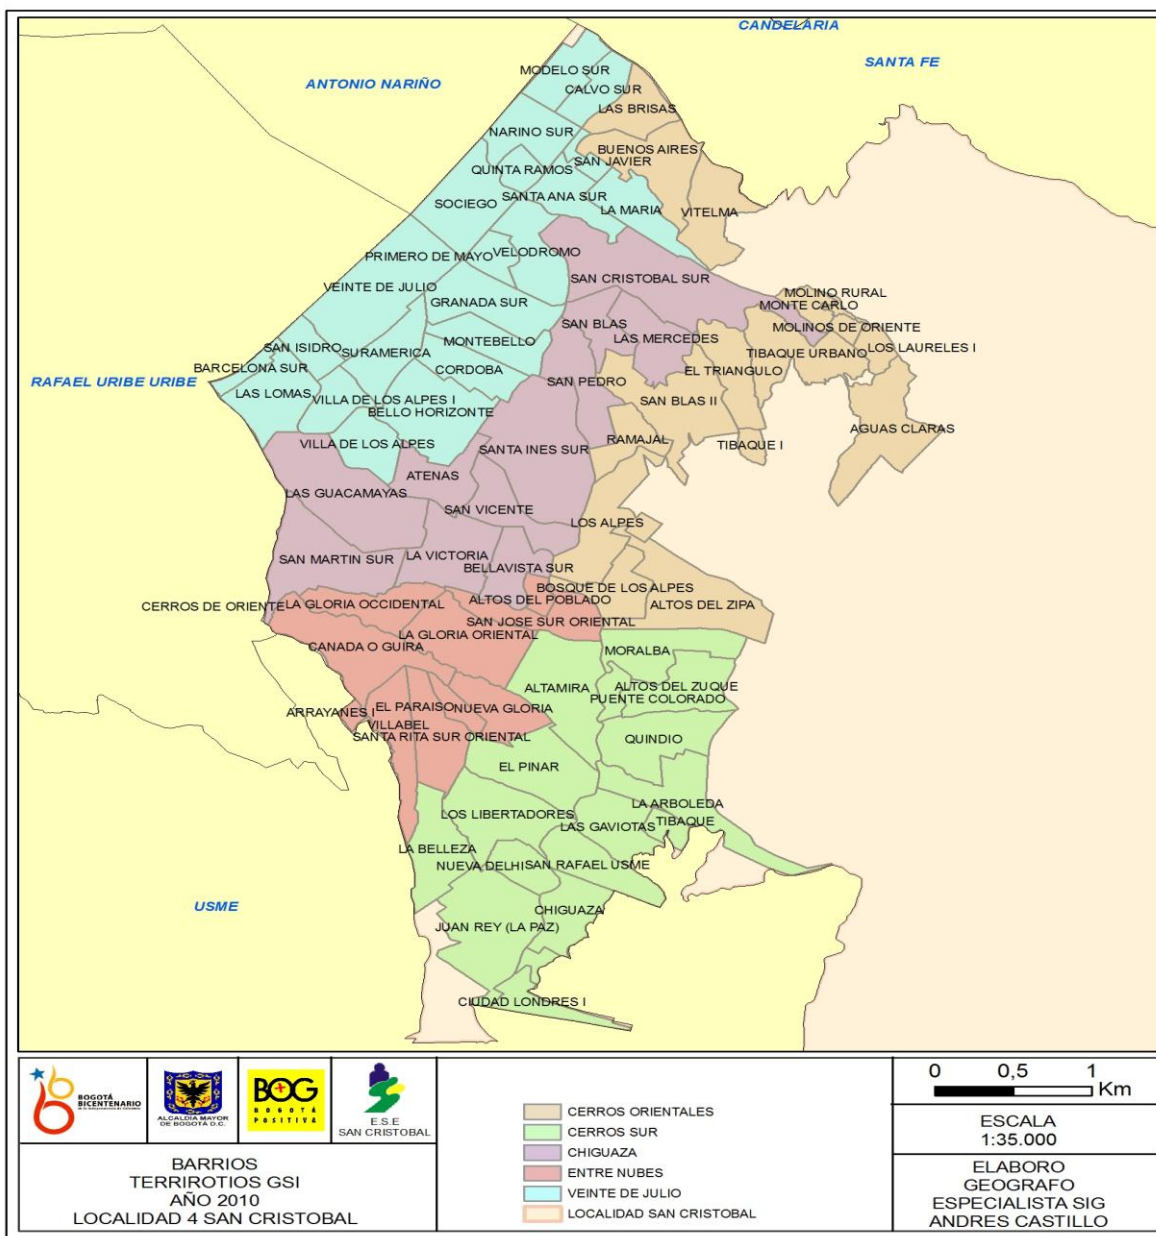 CANDELARIA
SANTA FE
ANTONIO NARIÑO
MODELO SUR
CALVO SUR
LAS BRISAS
NARINO SUR
BUENOS AIRES
SAN JAVIER
QUINTA RAMOS
SANTA ANA SUR
SOCIEGO
LA MARIA
VITELMA
PRIMERO DE MAYO
VELODROMO
SAN CRISTOBAL SUR
VEINTE DE JULIO
MOLINO RURAL
GRANADA SUR
MONTE CARLO
SAN BLAS
MOLINOS DE ORIENTE
LAS MERCEDES
MONTEBELLO
SAN ISIDRO
SURAMERICA
TIBAQUE URBANO
LOS LAURELES I
BARCELONA SUR
CORDOBA
EL TRIANGULO
RAFAEL URIBE URIBE
SAN PEDRO
LAS LOMAS
VILLA DE LOS ALPES I
SAN BLAS II
BELLO HORIZONTE
AGUAS CLARAS
RAMAJAL
VILLA DE LOS ALPES
TIBAQUE I
SANTA INES SUR
ATENAS
LAS GUACAMAYAS
SAN VICENTE
LOS ALPES
LA VICTORIA
SAN MARTIN SUR
BELLAVISTA SUR
BOSQUE DE LOS ALPES
ALTOS DEL POBLADO
LA GLORIA OCCIDENTAL
CERROS DE ORIENTE
ALTOS DEL ZIPA
SAN JOSE SUR ORIENTAL
LA GLORIA ORIENTAL
CANADA O GUIRA
MORALBA
ALTAMIRA
ALTOS DEL ZUQUE
PUENTE COLORADO
EL PARAISO
NUEVA GLORIA
ARRAYANES I
VILLABEL
SANTA RITA SUR ORIENTAL
QUINDIO
EL PINAR
LA ARBOLEDA
LOS LIBERTADORES
TIBAQUE
LAS GAVIOTAS
LA BELLEZA
NUEVA DELHI
SAN RAFAEL USME
USME
CHIGUAZA
JUAN REY (LA PAZ)
CIUDAD LONDRES I
BOGOTÁ
BICENTENARIO
ALCALDIA MAYOR
DE BOGOTÁ D.C.
BOG
BOGOTÁ
POSITIVA
E.S.E
SAN CRISTOBAL
BARRIOS
TERRIROTIOS GSI
AÑO 2010
LOCALIDAD 4 SAN CRISTOBAL
CERROS ORIENTALES
CERROS SUR
CHIGUAZA
ENTRE NUBES
VEINTE DE JULIO
LOCALIDAD SAN CRISTOBAL
0 0,5 1
Km
ESCALA
1:35.000
ELABORO
GEOGRAFO
ESPECIALISTA SIG
ANDRES CASTILLO